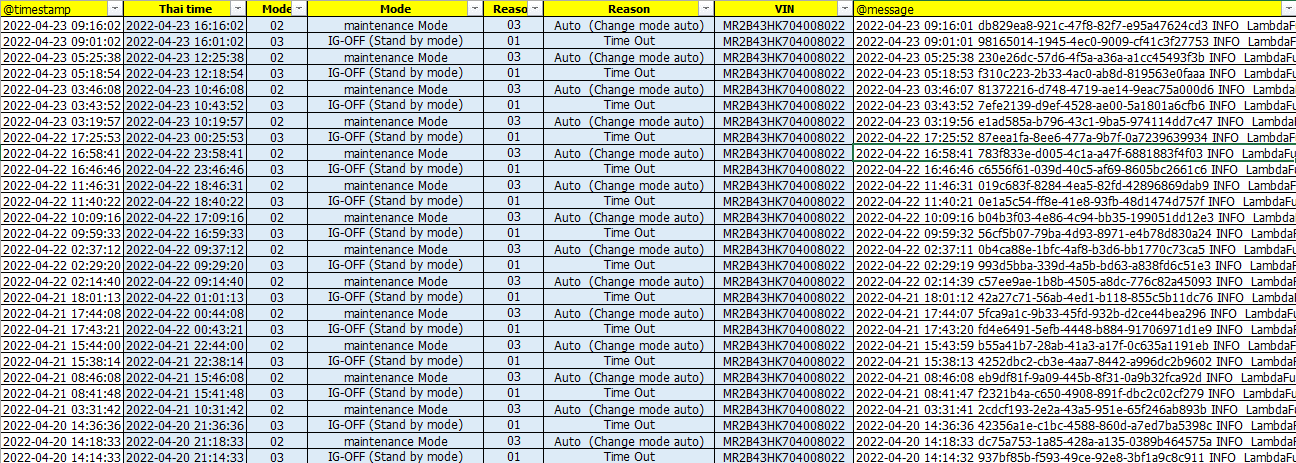 @timestamp Thai time Mode Mode Reaso Reason VIN @message
2022-04-23 09:16:02 2022-04-23 16:16:02 02 maintenance Mode 03 Auto (Change mode auto) MR2B43HK704008022 2022-04-23 09:16:01 db829ea8-921c-47f8-82f7-e95a47624cd3 INFO LambdaFu
2022-04-23 09:01:02 2022-04-23 16:01:02 03 IG-OFF (Stand by mode) 01 Time Out MR2B43HK704008022 2022-04-23 09:01:01 98165014-1945-4ec0-9009-cf41c3f27753 INFO LambdaFu
2022-04-23 05:25:38 2022-04-23 12:25:38 02 maintenance Mode 03 Auto (Change mode auto) MR2B43HK704008022 2022-04-23 05:25:38 230e26dc-57d6-4f5a-a36a-a1cc45493f3b INFO LambdaF
2022-04-23 05:18:54 2022-04-23 12:18:54 03 IG-OFF (Stand by mode) 01 Time Out MR2B43HK704008022 2022-04-23 05:18:53 f310c223-2b33-4ac0-ab8d-819563e0faaa INFO LambdaFu
2022-04-23 03:46:08 2022-04-23 10:46:08 02 maintenance Mode 03 Auto (Change mode auto) MR2B43HK704008022 2022-04-23 03:46:07 81372216-d748-4719-ae14-9eac75a000d6 INFO LambdaF
2022-04-23 03:43:52 2022-04-23 10:43:52 03 IG-OFF (Stand by mode) 01 Time Out MR2B43HK704008022 2022-04-23 03:43:52 7efe2139-d9ef-4528-ae00-5a1801a6cfb6 INFO LambdaFu
2022-04-23 03:19:57 2022-04-23 10:19:57 02 maintenance Mode 03 Auto (Change mode auto) MR2B43HK704008022 2022-04-23 03:19:56 e1ad585a-b796-43c1-9ba5-974114dd7c47 INFO LambdaF
2022-04-22 17:25:53 2022-04-23 00:25:53 03 IG-OFF (Stand by mode) 01 Time Out MR2B43HK704008022 2022-04-22 17:25:52 87eea1fa-8ee6-477a-9b7f-0a7239639934 INFO LambdaFu
2022-04-22 16:58:41 2022-04-22 23:58:41 02 maintenance Mode 03 Auto (Change mode auto) MR2B43HK704008022 2022-04-22 16:58:41 783f833e-d005-4c1a-a47f-6881883f4f03 INFO LambdaFu
2022-04-22 16:46:46 2022-04-22 23:46:46 03 IG-OFF (Stand by mode) 01 Time Out MR2B43HK704008022 2022-04-22 16:46:46 c6556f61-039d-40c5-af69-8605bc2661c6 INFO LambdaFu
2022-04-22 11:46:31 2022-04-22 18:46:31 02 maintenance Mode 03 Auto (Change mode auto) MR2B43HK704008022 2022-04-22 11:46:31 019c683f-8284-4ea5-82fd-42896869dab9 INFO LambdaFu
2022-04-22 11:40:22 2022-04-22 18:40:22 03 IG-OFF (Stand by mode) 01 Time Out MR2B43HK704008022 2022-04-22 11:40:21 0e1a5c54-ff8e-41e8-93fb-48d1474d757f INFO LambdaFu
2022-04-22 10:09:16 2022-04-22 17:09:16 02 maintenance Mode 03 Auto (Change mode auto) MR2B43HK704008022 2022-04-22 10:09:16 b04b3f03-4e86-4c94-bb35-199051dd12e3 INFO LambdaF
2022-04-22 09:59:33 2022-04-22 16:59:33 03 IG-OFF (Stand by mode) 01 Time Out MR2B43HK704008022 2022-04-22 09:59:32 56cf5b07-79ba-4d93-8971-e4b78d830a24 INFO LambdaF
2022-04-22 02:37:12 2022-04-22 09:37:12 02 maintenance Mode 03 Auto (Change mode auto) MR2B43HK704008022 2022-04-22 02:37:11 0b4ca88e-1bfc-4af8-b3d6-bb1770c73ca5 INFO LambdaFu
2022-04-22 02:29:20 2022-04-22 09:29:20 03 IG-OFF (Stand by mode) 01 Time Out MR2B43HK704008022 2022-04-22 02:29:19 993d5bba-339d-4a5b-bd63-a838fd6c51e3 INFO LambdaF
2022-04-22 02:14:40 2022-04-22 09:14:40 02 maintenance Mode 03 Auto (Change mode auto) MR2B43HK704008022 2022-04-22 02:14:39 c57ee9ae-1b8b-4505-a8dc-776c82a45093 INFO LambdaF
2022-04-21 18:01:13 2022-04-22 01:01:13 03 IG-OFF (Stand by mode) 01 Time Out MR2B43HK704008022 2022-04-21 18:01:12 42a27c71-56ab-4ed1-b118-855c5b11dc76 INFO LambdaF
2022-04-21 17:44:08 2022-04-22 00:44:08 02 maintenance Mode 03 Auto (Change mode auto) MR2B43HK704008022 2022-04-21 17:44:07 5fca9a1c-9b33-45fd-932b-d2ce44bea296 INFO LambdaFu
2022-04-21 17:43:21 2022-04-22 00:43:21 03 IG-OFF (Stand by mode) 01 Time Out MR2B43HK704008022 2022-04-21 17:43:20 fd4e6491-5efb-4448-b884-91706971d1e9 INFO LambdaFu
2022-04-21 15:44:00 2022-04-21 22:44:00 02 maintenance Mode 03 Auto (Change mode auto) MR2B43HK704008022 2022-04-21 15:43:59 b55a41b7-28ab-41a3-a17f-0c635a1191eb INFO LambdaF
2022-04-21 15:38:14 2022-04-21 22:38:14 03 IG-OFF (Stand by mode) 01 Time Out MR2B43HK704008022 2022-04-21 15:38:13 4252dbc2-cb3e-4aa7-8442-a996dc2b9602 INFO LambdaF
2022-04-21 08:46:08 2022-04-21 15:46:08 02 maintenance Mode 03 Auto (Change mode auto) MR2B43HK704008022 2022-04-21 08:46:08 eb9df81f-9a09-445b-8f31-0a9b32fca92d INFO LambdaFu
2022-04-21 08:41:48 2022-04-21 15:41:48 03 IG-OFF (Stand by mode) 01 Time Out MR2B43HK704008022 2022-04-21 08:41:47 f2321b4a-c650-4908-891f-dbc2c02cf279 INFO LambdaFu
2022-04-21 03:31:42 2022-04-21 10:31:42 02 maintenance Mode 03 Auto (Change mode auto) MR2B43HK704008022 2022-04-21 03:31:41 2cdcf193-2e2a-43a5-951e-65f246ab893b INFO LambdaFu
2022-04-20 14:36:36 2022-04-20 21:36:36 03 IG-OFF (Stand by mode) 01 Time Out MR2B43HK704008022 2022-04-20 14:36:36 42356a1e-c1bc-4588-860d-a7ed7ba5398c INFO LambdaF
2022-04-20 14:18:33 2022-04-20 21:18:33 02 maintenance Mode 03 Auto (Change mode auto) MR2B43HK704008022 2022-04-20 14:18:33 dc75a753-1a85-428a-a135-0389b464575a INFO LambdaF
2022-04-20 14:14:33 2022-04-20 21:14:33 03 IG-OFF (Stand by mode) 01 Time Out MR2B43HK704008022 2022-04-20 14:14:32 937bf85b-f593-49ce-92e8-3bf1a9c8c911 INFO LambdaFu